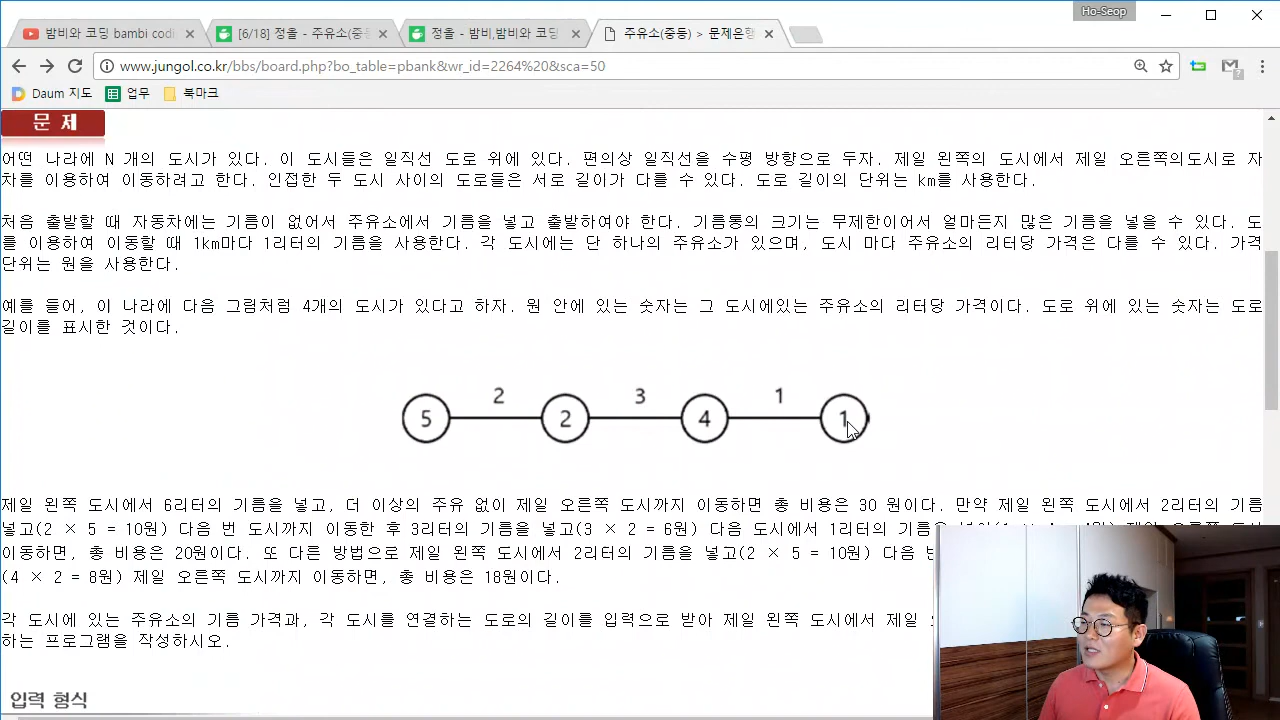 Ho-Seop
밤비와 코딩 bambi codi
[6/18] 정올 - 주유소(중등
정올 - 밤비,밤비와 코딩
주유소(중등) > 문제은행
www.jungol.co.kr/bbs/board.php?bo_table=pbank&wr_id=2264%20&sca=50
Daum 지도
업무
북마크
문 제
어떤 나라에 N 개의 도시가 있다. 이 도시들은 일직선 도로 위에 있다. 편의상 일직선을 수평 방향으로 두자. 제일 왼쪽의 도시에서 제일 오른쪽의도시로 자
차를 이용하여 이동하려고 한다. 인접한 두 도시 사이의 도로들은 서로 길이가 다를 수 있다. 도로 길이의 단위는 km를 사용한다.
처음 출발할 때 자동차에는 기름이 없어서 주유소에서 기름을 넣고 출발하여야 한다. 기름통의 크기는 무제한이어서 얼마든지 많은 기름을 넣을 수 있다. 도
를 이용하여 이동할 때 1km마다 1리터의 기름을 사용한다. 각 도시에는 단 하나의 주유소가 있으며, 도시 마다 주유소의 리터당 가격은 다를 수 있다. 가격
단위는 원을 사용한다.
예를 들어, 이 나라에 다음 그림처럼 4개의 도시가 있다고 하자. 원 안에 있는 숫자는 그 도시에있는 주유소의 리터당 가격이다. 도로 위에 있는 숫자는 도로
길이를 표시한 것이다.
2 3 1
5 2 4 1
제일 왼쪽 도시에서 6리터의 기름을 넣고, 더 이상의 주유 없이 제일 오른쪽 도시까지 이동하면 총 비용은 30 원이다. 만약 제일 왼쪽 도시에서 2리터의 기름
넣고(2 × 5 = 10원) 다음 번 도시까지 이동한 후 3리터의 기름을 넣고(3 × 2 = 6원) 다음 도시에서 1리터의 기름을
이동하면, 총 비용은 20원이다. 또 다른 방법으로 제일 왼쪽 도시에서 2리터의 기름을 넣고(2 × 5 = 10원) 다음
(4 × 2 = 8원) 제일 오른쪽 도시까지 이동하면, 총 비용은 18원이다.
각 도시에 있는 주유소의 기름 가격과, 각 도시를 연결하는 도로의 길이를 입력으로 받아 제일 왼쪽 도시에서 제일
하는 프로그램을 작성하시오.
입력 형식